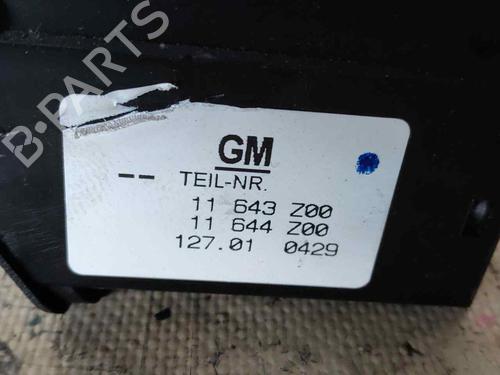 B-PARTS
GM
-- TEIL-NR.
11 643 Z00
11 644 Z00
127.01 0429